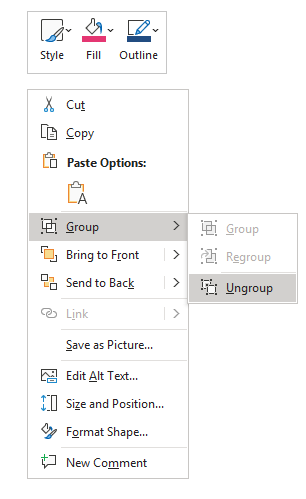 Style
Fill
Outline
Cut
Copy
Paste Options:
A
Group
Bring to Front
Send to Back
Link
Save as Picture...
Edit Alt Text...
Size and Position...
Format Shape...
New Comment
Group
Regroup
Ungroup